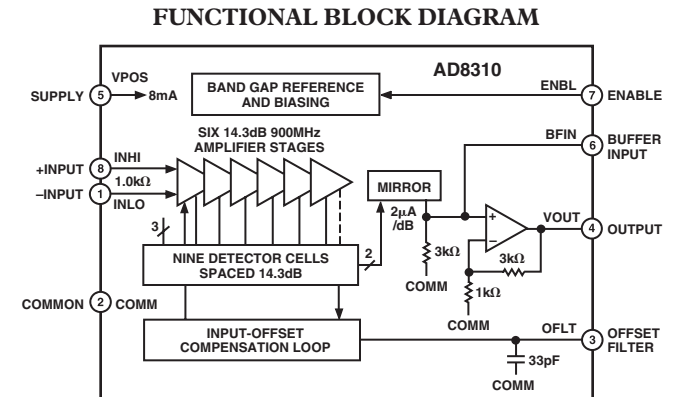 FUNCTIONAL BLOCK DIAGRAM
AD8310
VPOS
SUPPLY 5 8mA
BAND GAP REFERENCE
AND BIASING
ENBL
7 ENABLE
SIX 14.3dB 900MHz
AMPLIFIER STAGES
BFIN
6 BUFFER
INPUT
+INPUT 8 INHI
1.0kΩ
–INPUT 1 INLO
MIRROR
2μA
/dB
3kΩ
COMM
+
–
VOUT
4 OUTPUT
3kΩ
1kΩ
COMM
3
NINE DETECTOR CELLS
SPACED 14.3dB
2
COMMON 2 COMM
INPUT-OFFSET
COMPENSATION LOOP
OFLT
3 OFFSET
FILTER
33pF
COMM